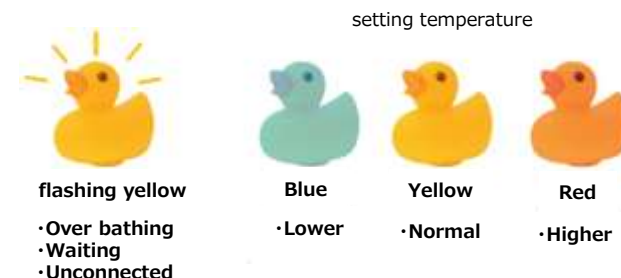 setting temperature
flashing yellow
・Over bathing
・Waiting
・Unconnected
Blue
・Lower
Yellow
・Normal
Red
・Higher